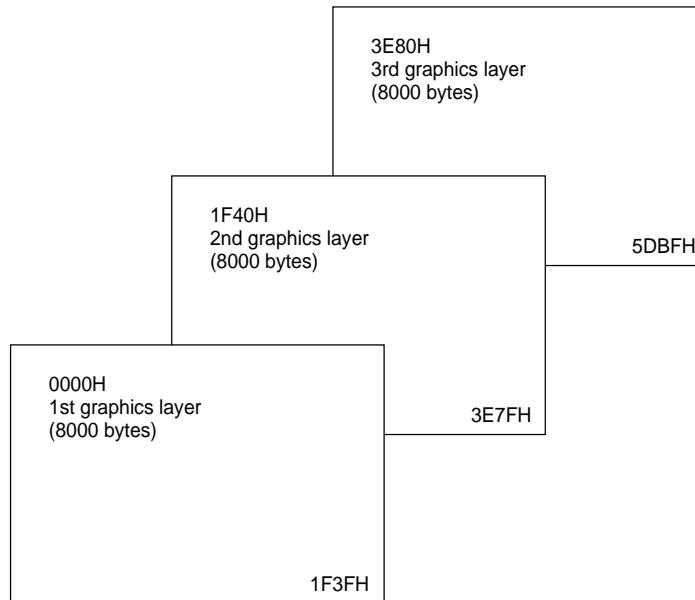 3E80H
3rd graphics layer
(8000 bytes)
1F40H
2nd graphics layer
(8000 bytes)
5DBFH
0000H
1st graphics layer
(8000 bytes)
3E7FH
1F3FH